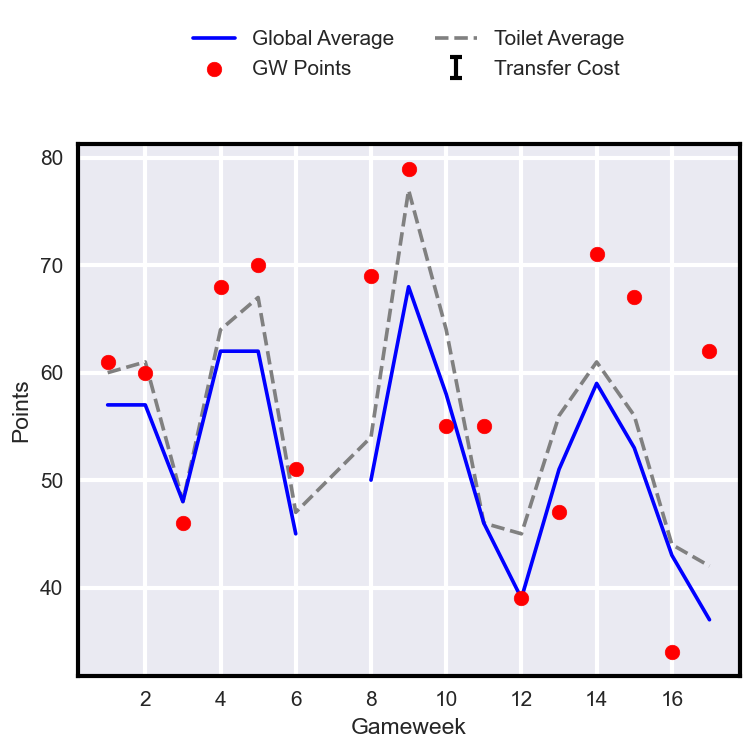 Global Average
Toilet Average
GW Points
Transfer Cost
80
70
60
50
40
Points
2 4 6 8 10 12 14 16
Gameweek